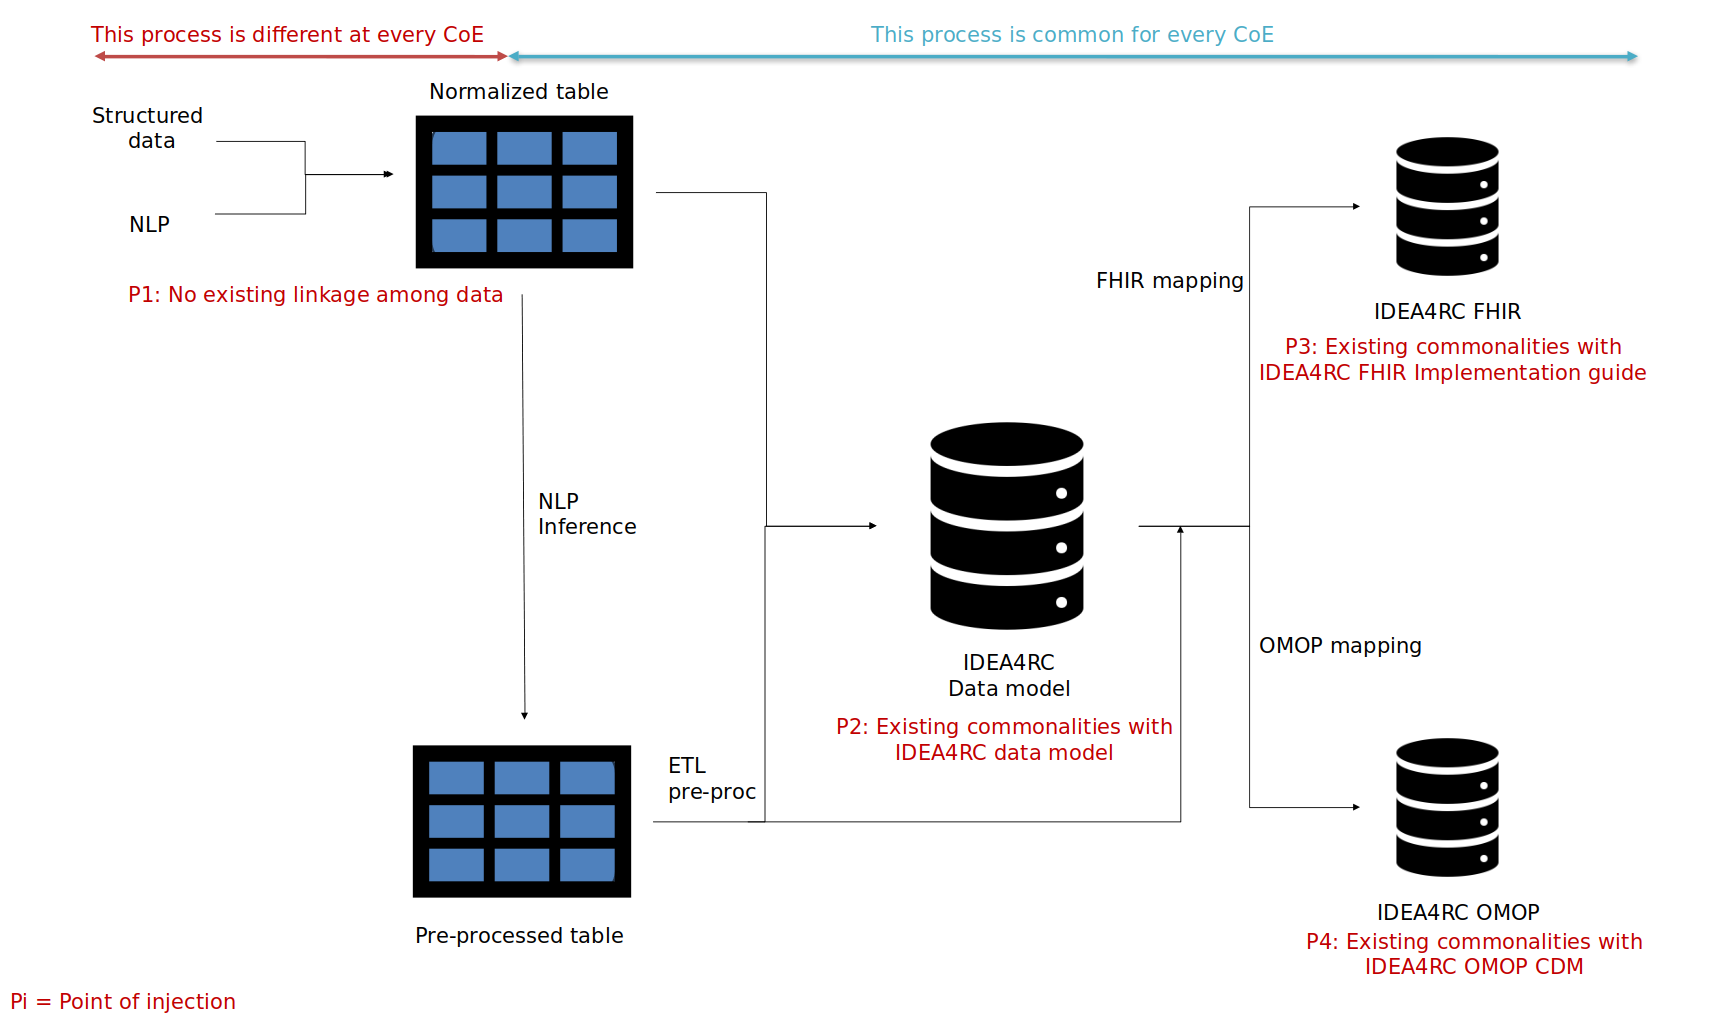 This process is different at every CoE
This process is common for every CoE
Normalized table
Structured
data
NLP
P1: No existing linkage among data
FHIR mapping
IDEA4RC FHIR
P3: Existing commonalities with
IDEA4RC FHIR Implementation guide
NLP
Inference
OMOP mapping
IDEA4RC
Data model
P2: Existing commonalities with
IDEA4RC data model
ETL
pre-proc
Pre-processed table
IDEA4RC OMOP
P4: Existing commonalities with
IDEA4RC OMOP CDM
Pi = Point of injection